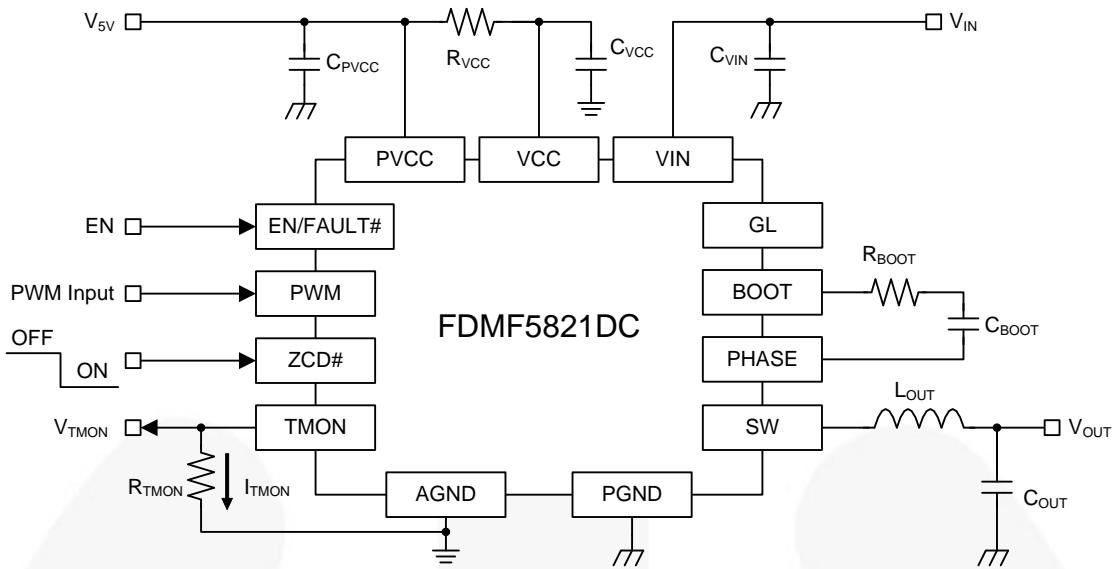 V5V
CPVCC
RVCC
CVCC
CVIN
VIN
PVCC
VCC
VIN
EN
EN/FAULT#
GL
PWM Input
PWM
BOOT
RBOOT
CBOOT
FDMF5821DC
OFF
ON
ZCD#
PHASE
VTMON
TMON
SW
LOUT
VOUT
RTMON
ITMON
AGND
PGND
COUT